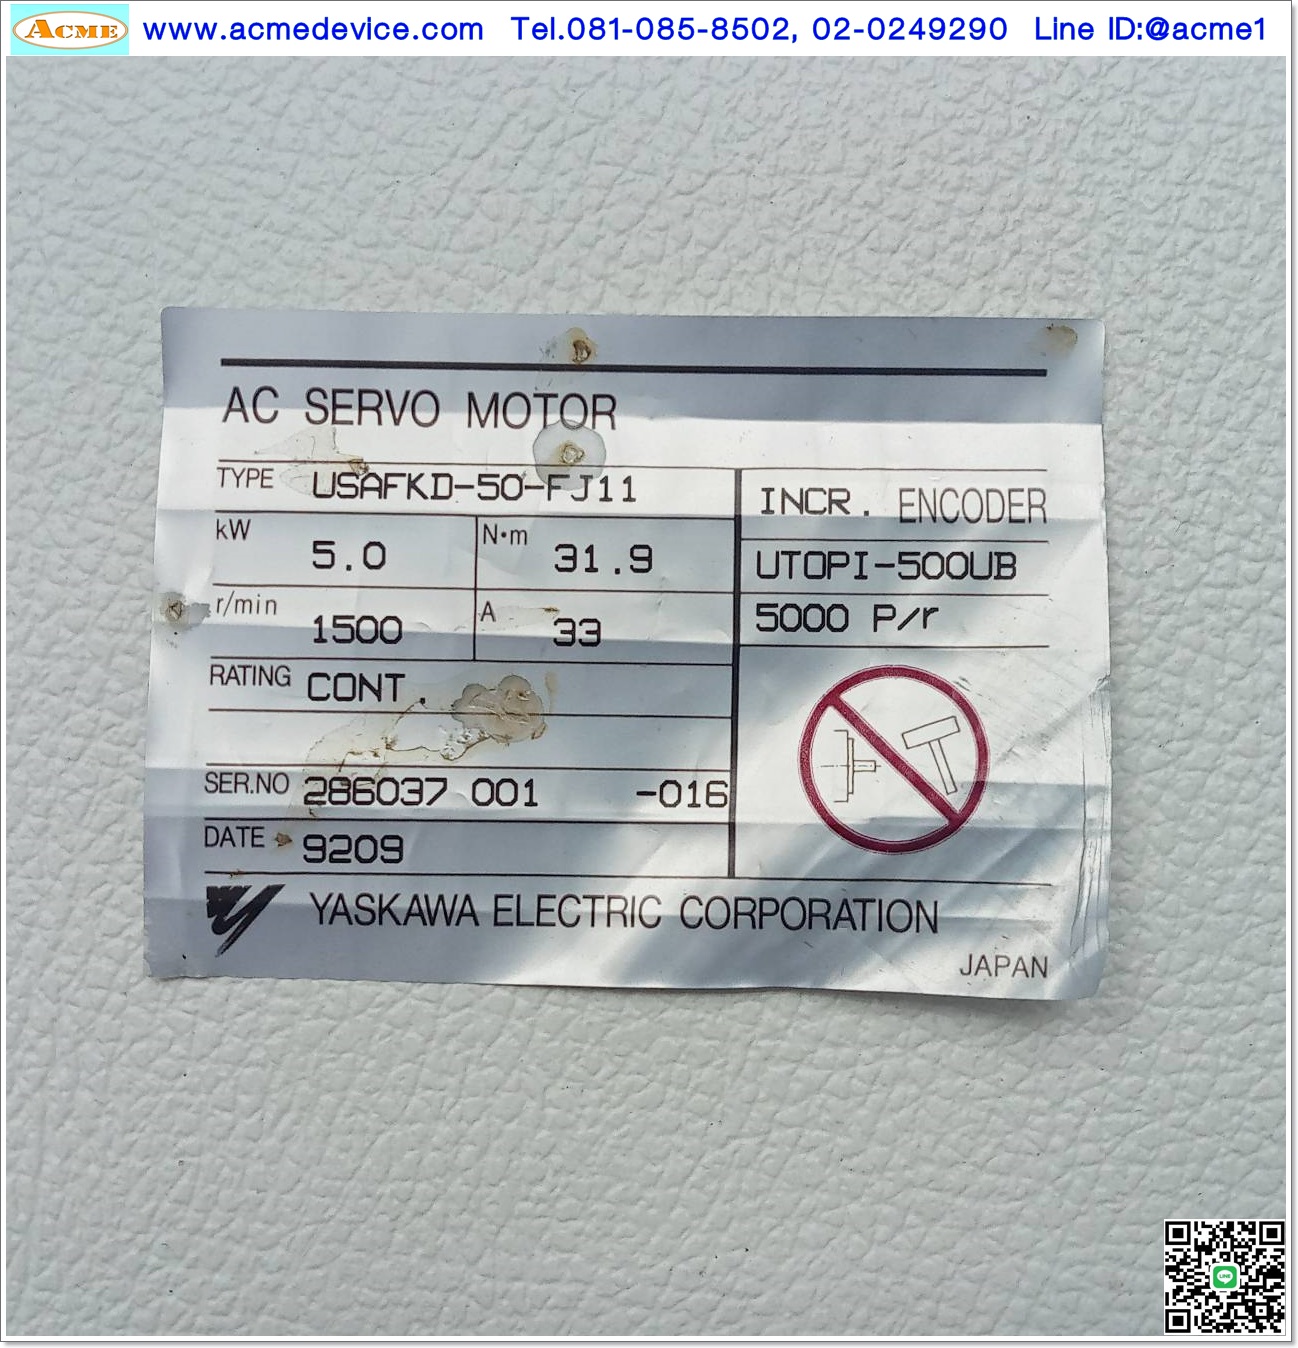 ACME www.acmedevice.com Tel.081-085-8502, 02-0249290 Line ID:@acme1
AC SERVO MOTOR
TYPE USAFKD-50-FJ11
kW 5.0 N·m 31.9
r/min 1500 A 33
RATING CONT.
SER.NO 286037 001 -016
DATE 9209
INCR. ENCODER
UTOPI-500UB
5000 P/r
YASKAWA ELECTRIC CORPORATION
JAPAN
LINE